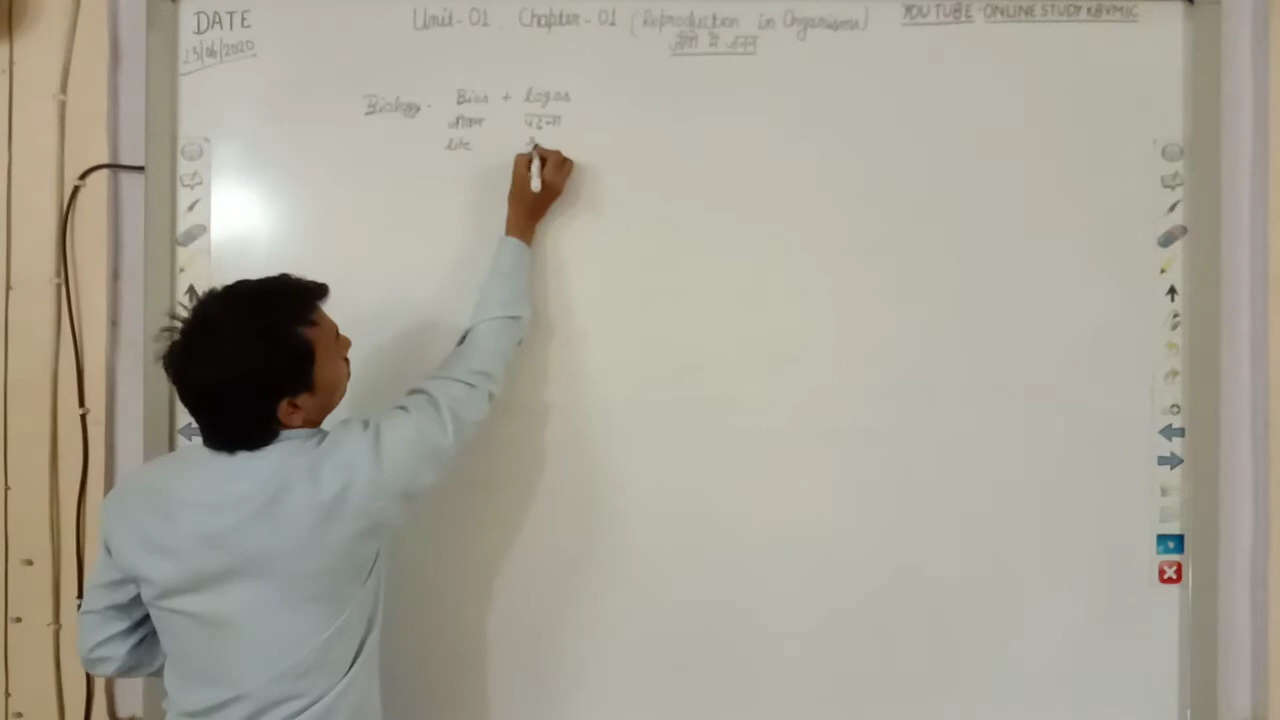 DATE
23/06/2020
Unit-01 Chapter-01 (Reproduction in Organisms)
जीवो में जनन
YOUTUBE-ONLINE STUDY KBVMIC
Biology- Bios + logos
जीवन पढना
life